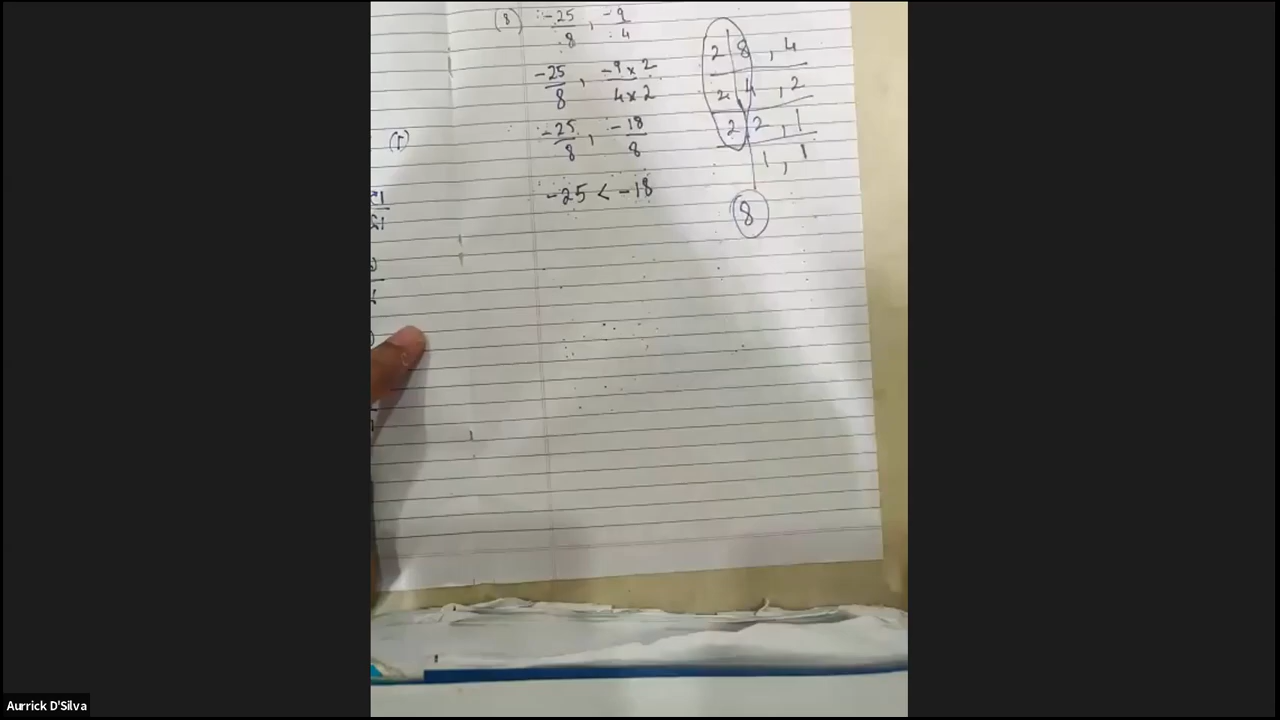 (8) -25/8 , -9/4
-25/8 , -9×2/4×2
-25/8 , -18/8
-25 < -18
2 | 8 , 4
2 | 4 , 2
2 | 2 , 1
1 , 1
8
Aurrick D'Silva